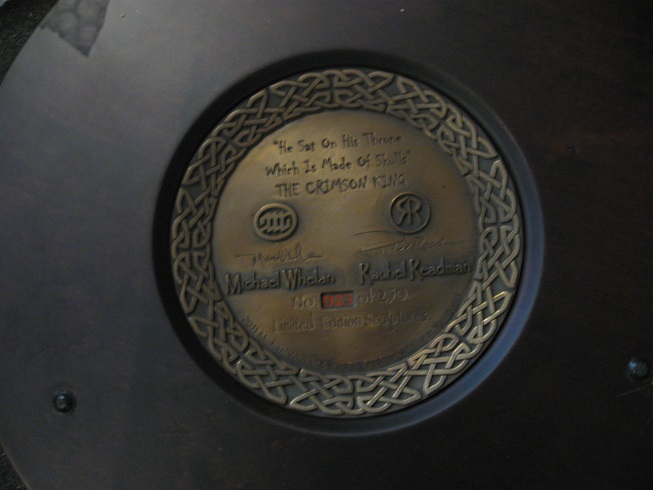 "He Sat On His Throne
Which Is Made Of Skulls"
THE CRIMSON KING
Michael Whelan Rachel Readman
No of 250
Limited Edition Sculptures